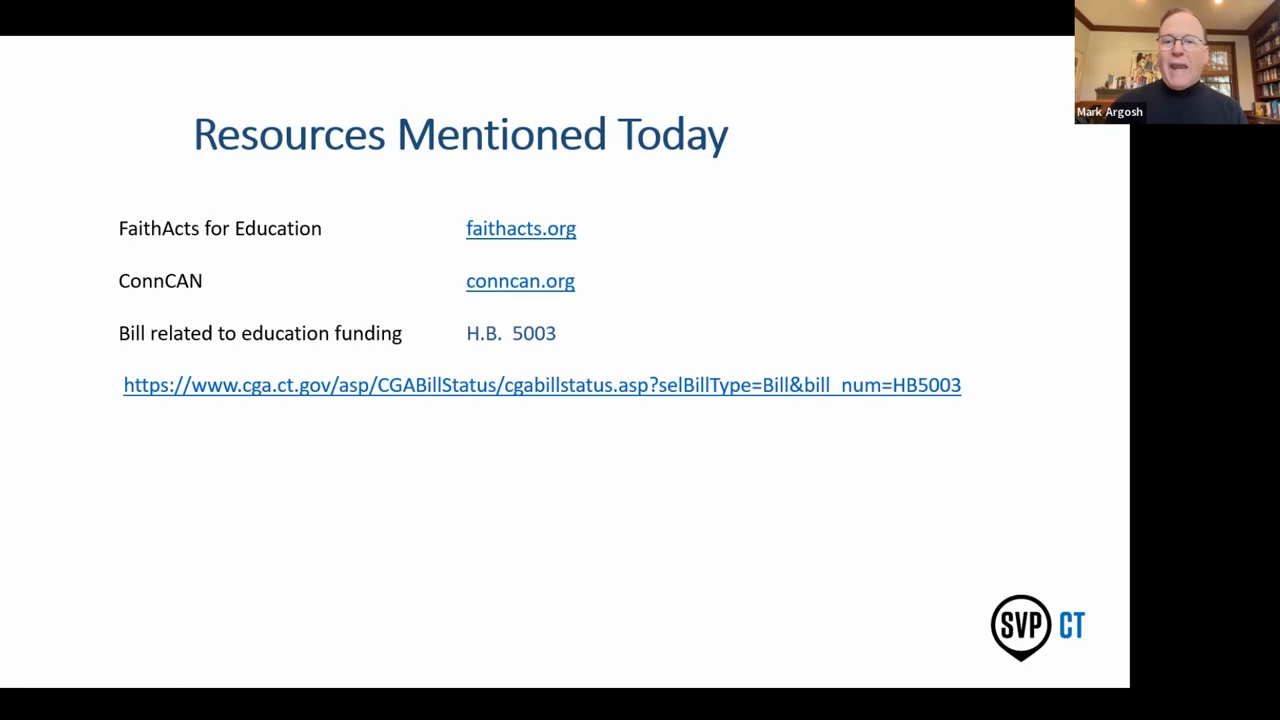 Mark Argosh
Resources Mentioned Today
FaithActs for Education faithacts.org
ConnCAN conncan.org
Bill related to education funding H.B. 5003
https://www.cga.ct.gov/asp/CGABillStatus/cgabillstatus.asp?selBillType=Bill&bill_num=HB5003
SVP CT